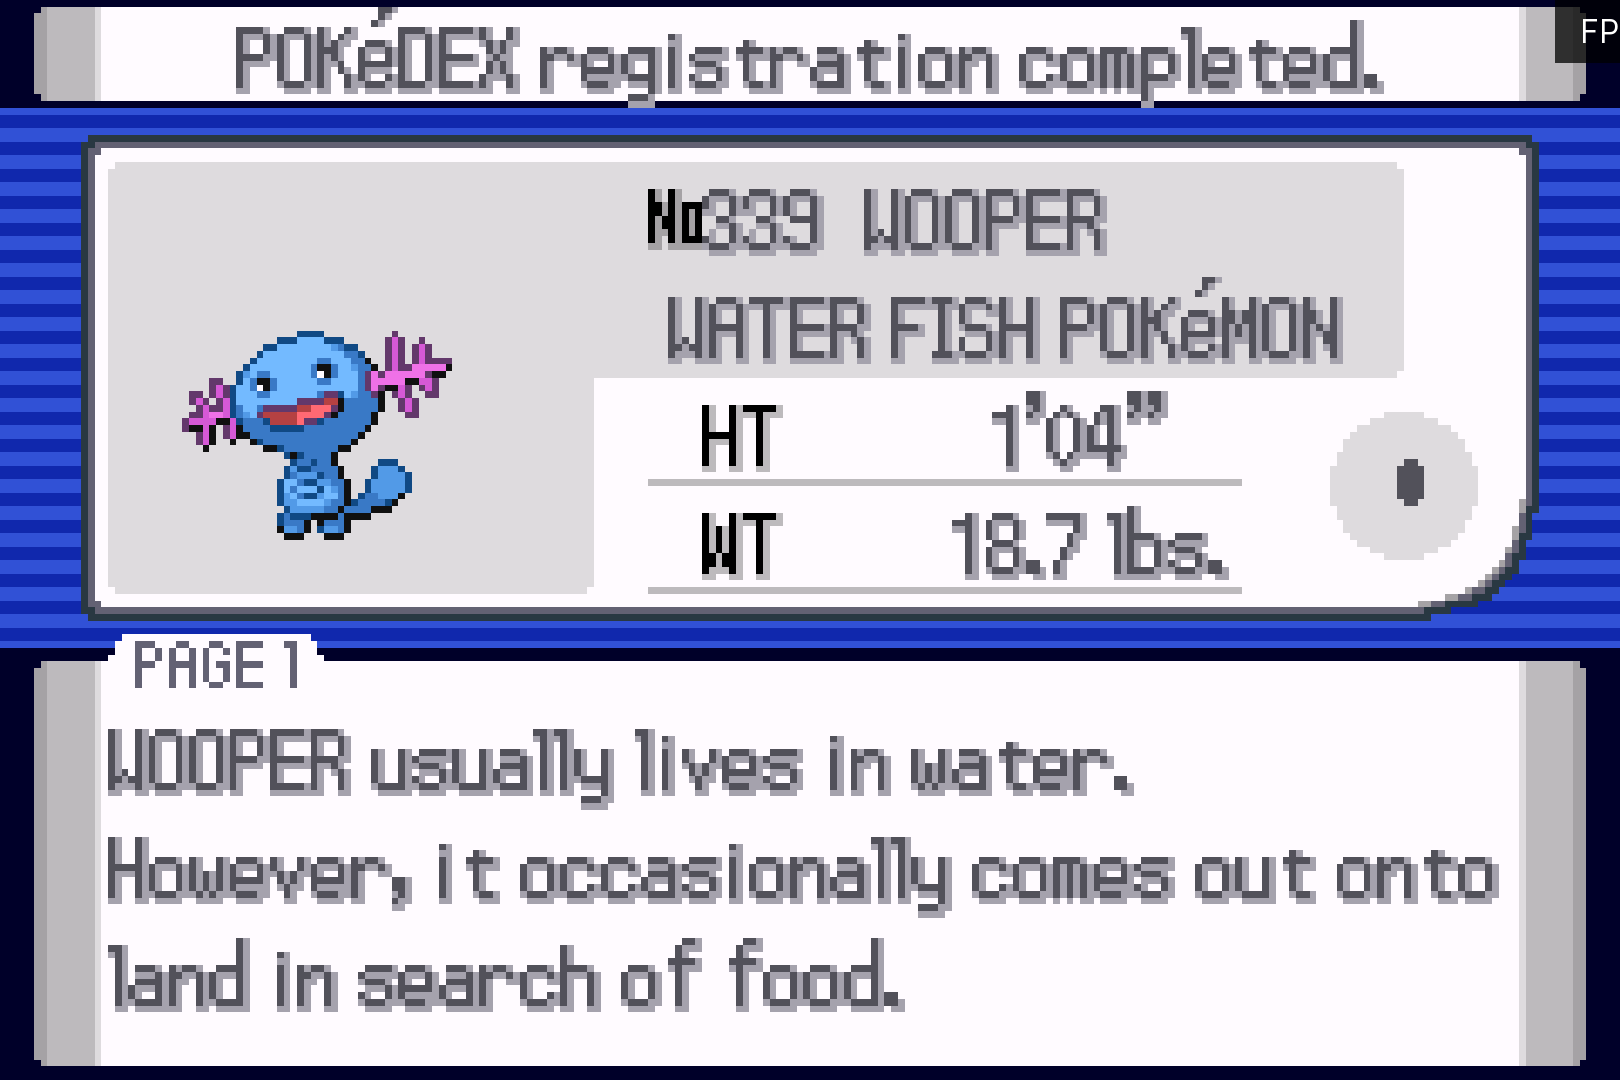 POKéDEX registration completed.
FP
No339 WOOPER
WATER FISH POKéMON
HT 1'04”
WT 18.7 lbs.
PAGE 1
WOOPER usually lives in water.
However, it occasionally comes out onto
land in search of food.